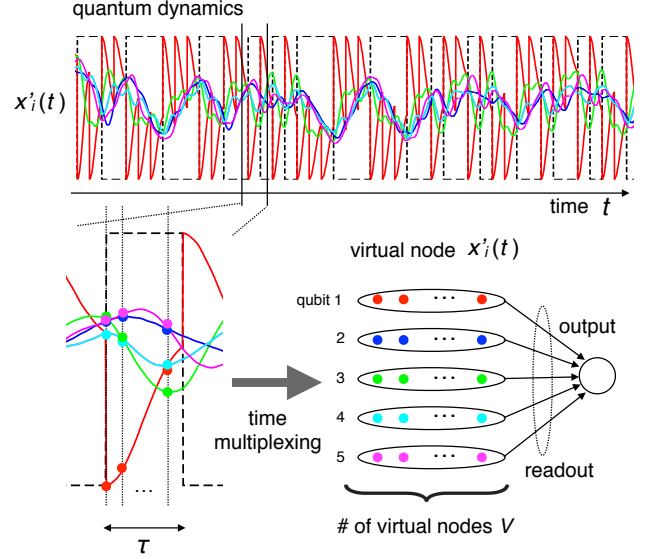 quantum dynamics
x'i(t)
time t
virtual node x'i(t)
qubit 1
...
output
2
...
3
...
time
multiplexing
4
...
5
...
readout
...
τ
# of virtual nodes V